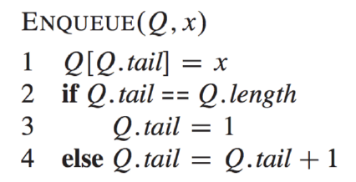 ENQUEUE(Q, x)
1 Q[Q.tail] = x
2 if Q.tail == Q.length
3 Q.tail = 1
4 else Q.tail = Q.tail + 1